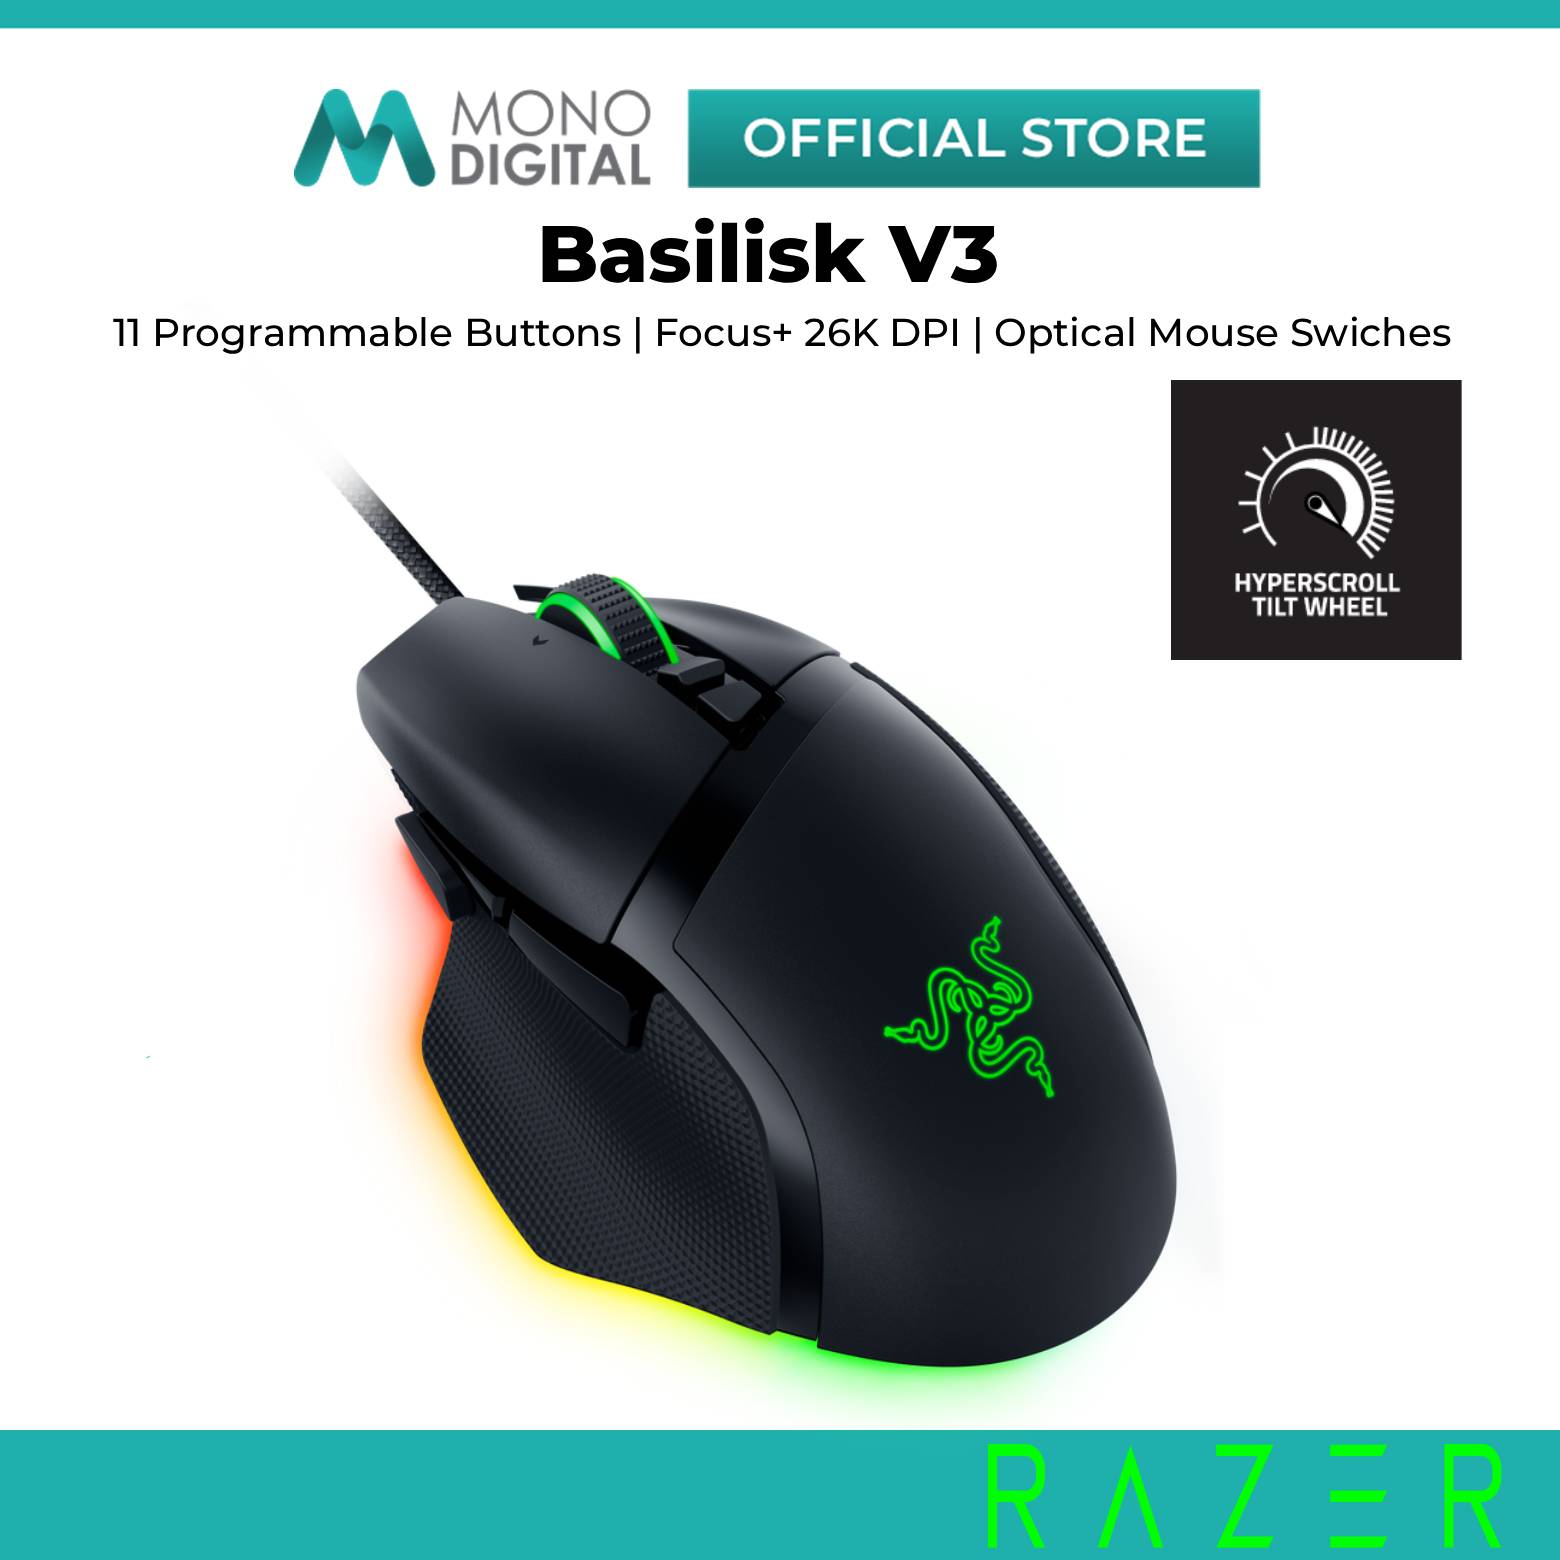 MONO
DIGITAL
OFFICIAL STORE
Basilisk V3
11 Programmable Buttons | Focus+ 26K DPI | Optical Mouse Swiches
HYPERSCROLL
TILT WHEEL
RAZER